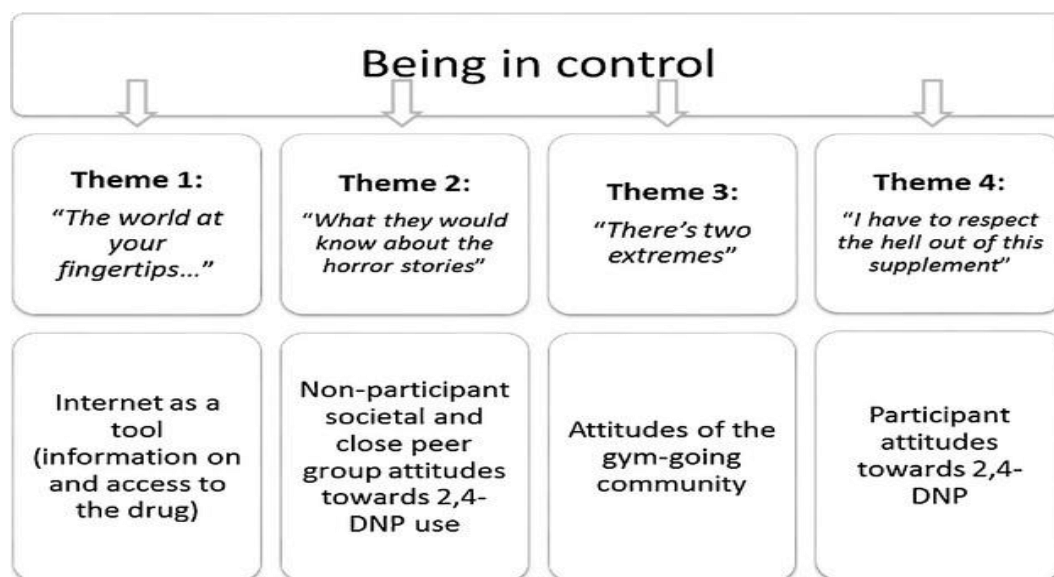 Being in control
Theme 1:
“The world at
your
fingertips...”
Theme 2:
“What they would
know about the
horror stories”
Theme 3:
“There’s two
extremes”
Theme 4:
“I have to respect
the hell out of this
supplement”
Internet as a
tool
(information on
and access to
the drug)
Non-participant
societal and
close peer
group attitudes
towards 2,4-
DNP use
Attitudes of the
gym-going
community
Participant
attitudes
towards 2,4-
DNP